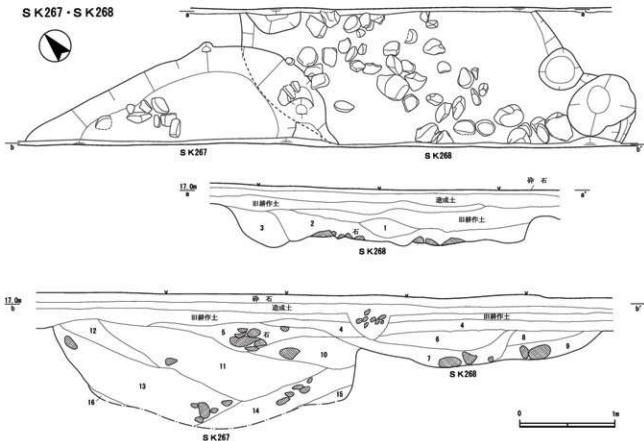 SK267・SK268
a a'
b b'
SK267 SK268
砕石
17.0m
a 造成土 a'
旧耕作土 旧耕作土
3 2 石 1
SK268
17.0m 砕石
b 造成土 b'
旧耕作土 旧耕作土
12 5 石 4 4
11 10 6 8
13 7 9
16 14 15 SK268
SK267
0 1m